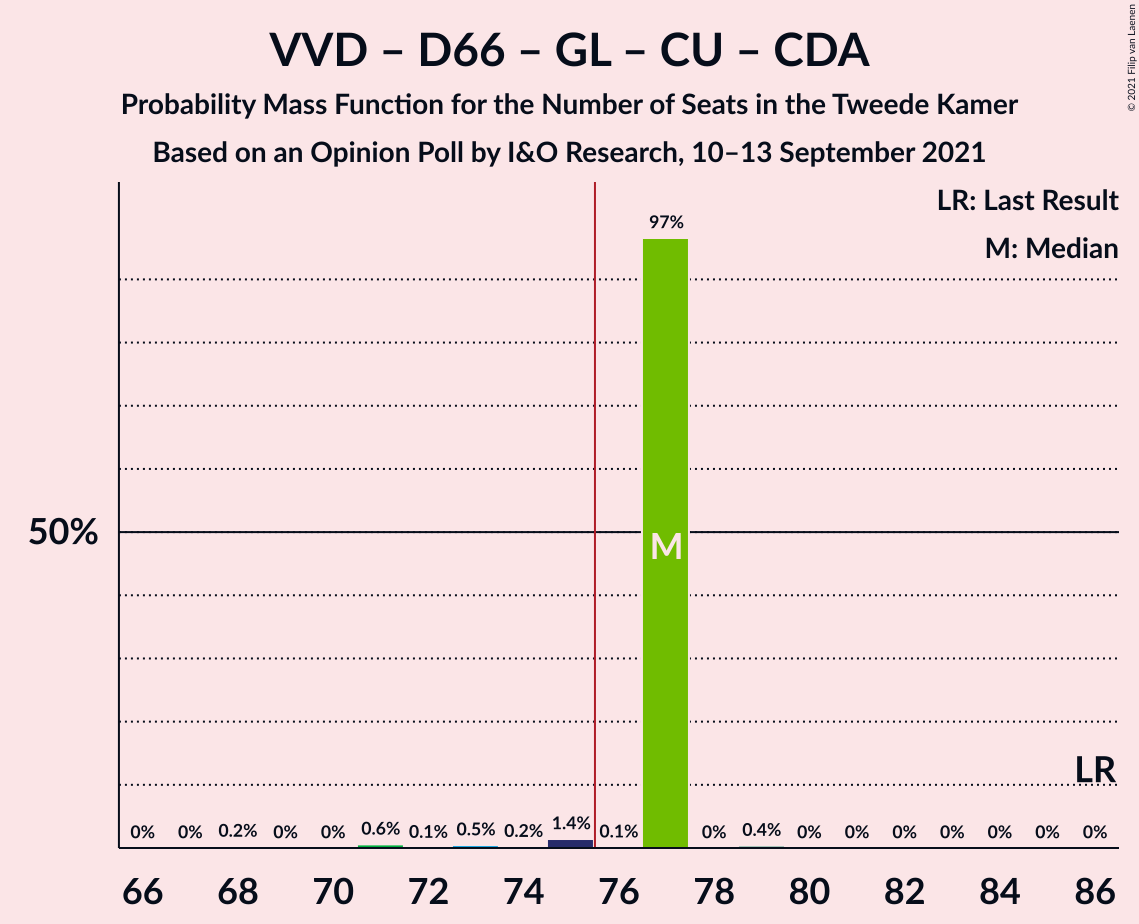 VVD – D66 – GL – CU – CDA
Probability Mass Function for the Number of Seats in the Tweede Kamer
Based on an Opinion Poll by I&O Research, 10–13 September 2021
© 2021 Filip van Laenen
LR: Last Result
M: Median
97%
50%
M
LR
0% 0% 0.2% 0% 0% 0.6% 0.1% 0.5% 0.2% 1.4% 0.1% 0% 0.4% 0% 0% 0% 0% 0% 0% 0%
66 68 70 72 74 76 78 80 82 84 86